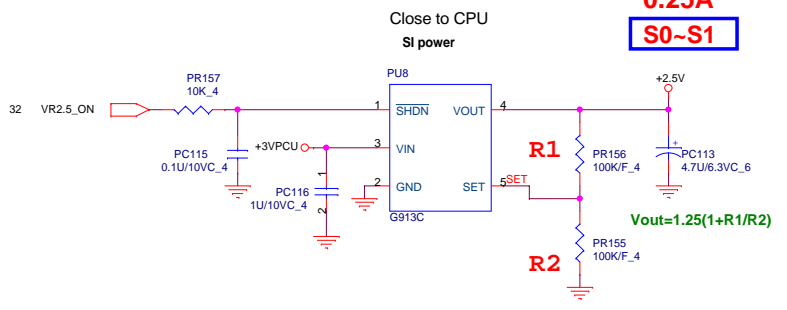 0.25A
Close to CPU
SI power
S0~S1
PU8
+2.5V
PR157
10K_4
32 VR2.5_ON
1 SHDN VOUT 4
PC115
0.1U/10VC_4
+3VPCU 3 VIN
R1
PR156
100K/F_4
PC113
4.7U/6.3VC_6
+
1
PC116
1U/10VC_4
2
2 GND SET 5 SET
G913C
Vout=1.25(1+R1/R2)
R2
PR155
100K/F_4